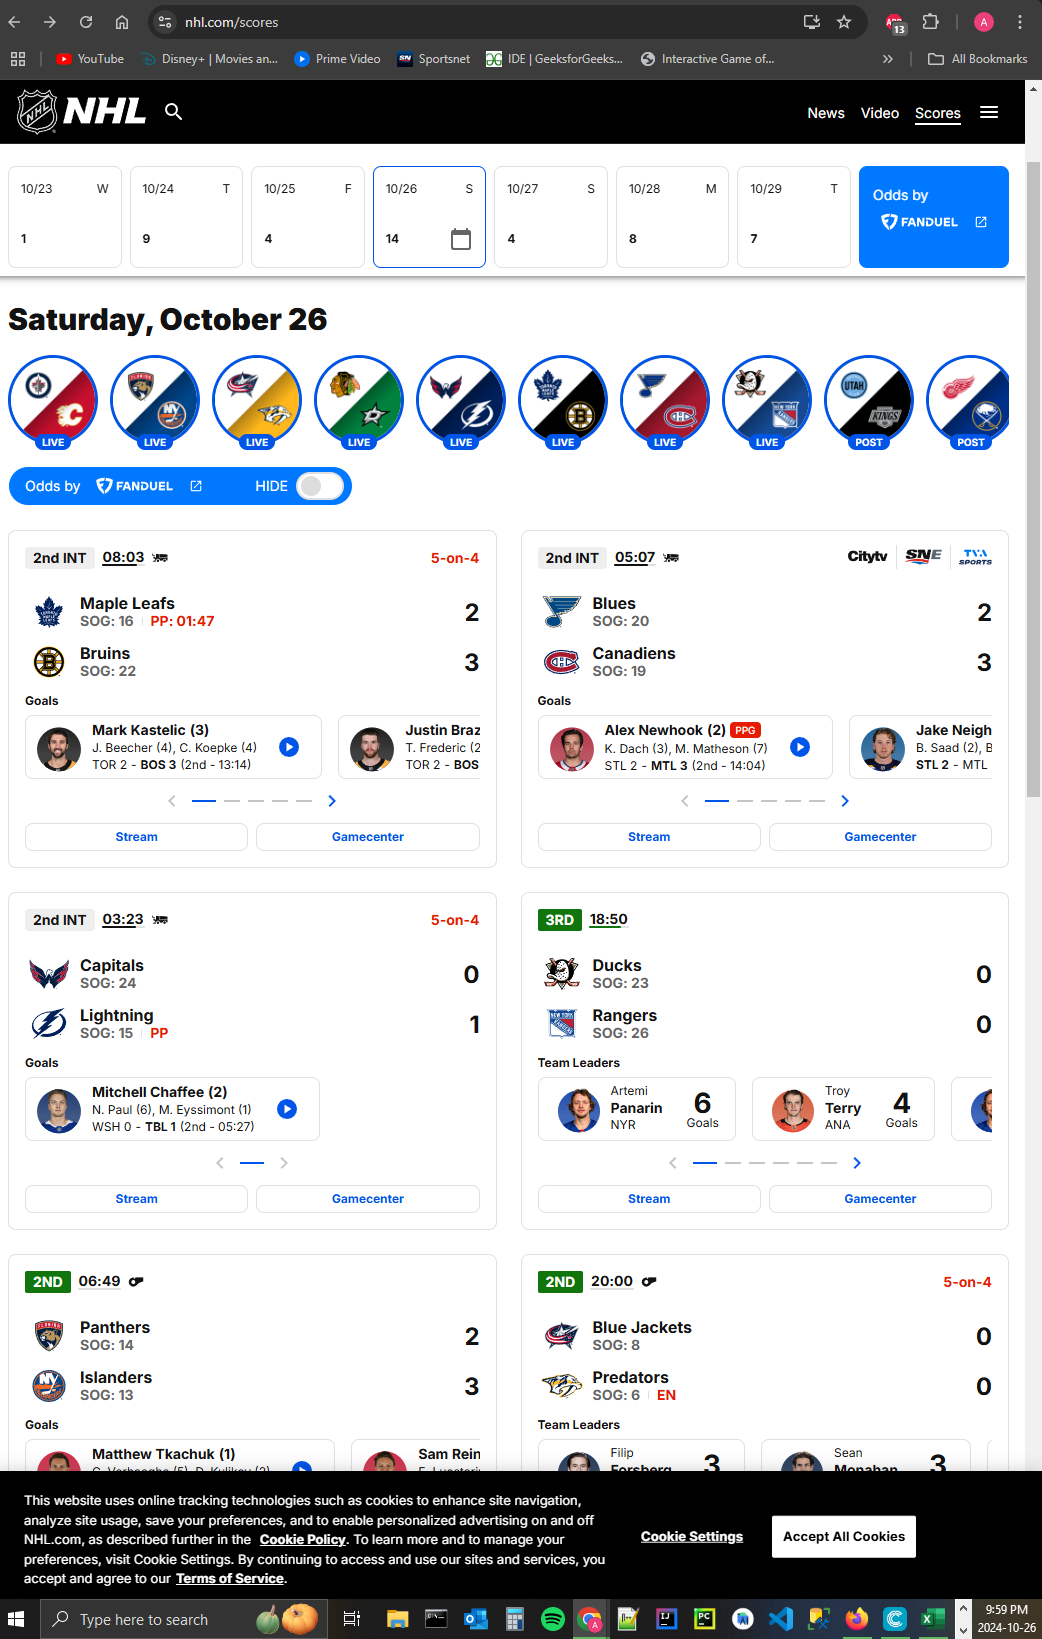 nhl.com/scores
13
A
YouTube
Disney+ | Movies an...
Prime Video
SN
Sportsnet
IDE | GeeksforGeeks...
Interactive Game of...
»
All Bookmarks
NHL
NHL
News
Video
Scores
10/23 W
1
10/24 T
9
10/25 F
4
10/26 S
14
10/27 S
4
10/28 M
8
10/29 T
7
Odds by
FANDUEL
Saturday, October 26
UTAH
KINGS
LIVE
LIVE
LIVE
LIVE
LIVE
LIVE
LIVE
LIVE
POST
POST
Odds by FANDUEL HIDE
2nd INT 08:03 5-on-4
Maple Leafs 2
SOG: 16 PP: 01:47
Bruins 3
SOG: 22
Goals
Mark Kastelic (3)
J. Beecher (4), C. Koepke (4)
TOR 2 - BOS 3 (2nd - 13:14)
Justin Braz
T. Frederic (2
TOR 2 - BOS
Stream
Gamecenter
2nd INT 05:07 Citytv SNE TVA SPORTS
Blues 2
SOG: 20
Canadiens 3
SOG: 19
Goals
Alex Newhook (2) PPG
K. Dach (3), M. Matheson (7)
STL 2 - MTL 3 (2nd - 14:04)
Jake Neigh
B. Saad (2), B
STL 2 - MTL
Stream
Gamecenter
2nd INT 03:23 5-on-4
Capitals 0
SOG: 24
Lightning 1
SOG: 15 PP
Goals
Mitchell Chaffee (2)
N. Paul (6), M. Eyssimont (1)
WSH 0 - TBL 1 (2nd - 05:27)
Stream
Gamecenter
3RD 18:50
Ducks 0
SOG: 23
Rangers 0
SOG: 26
Team Leaders
Artemi
Panarin
NYR
6
Goals
Troy
Terry
ANA
4
Goals
Stream
Gamecenter
2ND 06:49
Panthers 2
SOG: 14
Islanders 3
SOG: 13
Goals
Matthew Tkachuk (1)
Sam Rein
2ND 20:00 5-on-4
Blue Jackets 0
SOG: 8
Predators 0
SOG: 6 EN
Team Leaders
Filip
Forsberg
3
Sean
Monahan
3
This website uses online tracking technologies such as cookies to enhance site navigation,
analyze site usage, save your preferences, and to enable personalized advertising on and off
NHL.com, as described further in the Cookie Policy. To learn more and to manage your
preferences, visit Cookie Settings. By continuing to access and use our sites and services, you
accept and agree to our Terms of Service.
Cookie Settings
Accept All Cookies
Type here to search
9:59 PM
2024-10-26